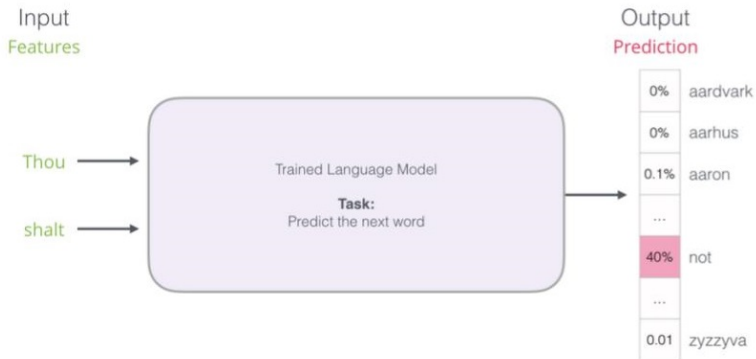 Input
Features
Thou
shalt
Trained Language Model
Task:
Predict the next word
Output
Prediction
0% aardvark
0% aarhus
0.1% aaron
...
40% not
...
0.01 zyzzyva